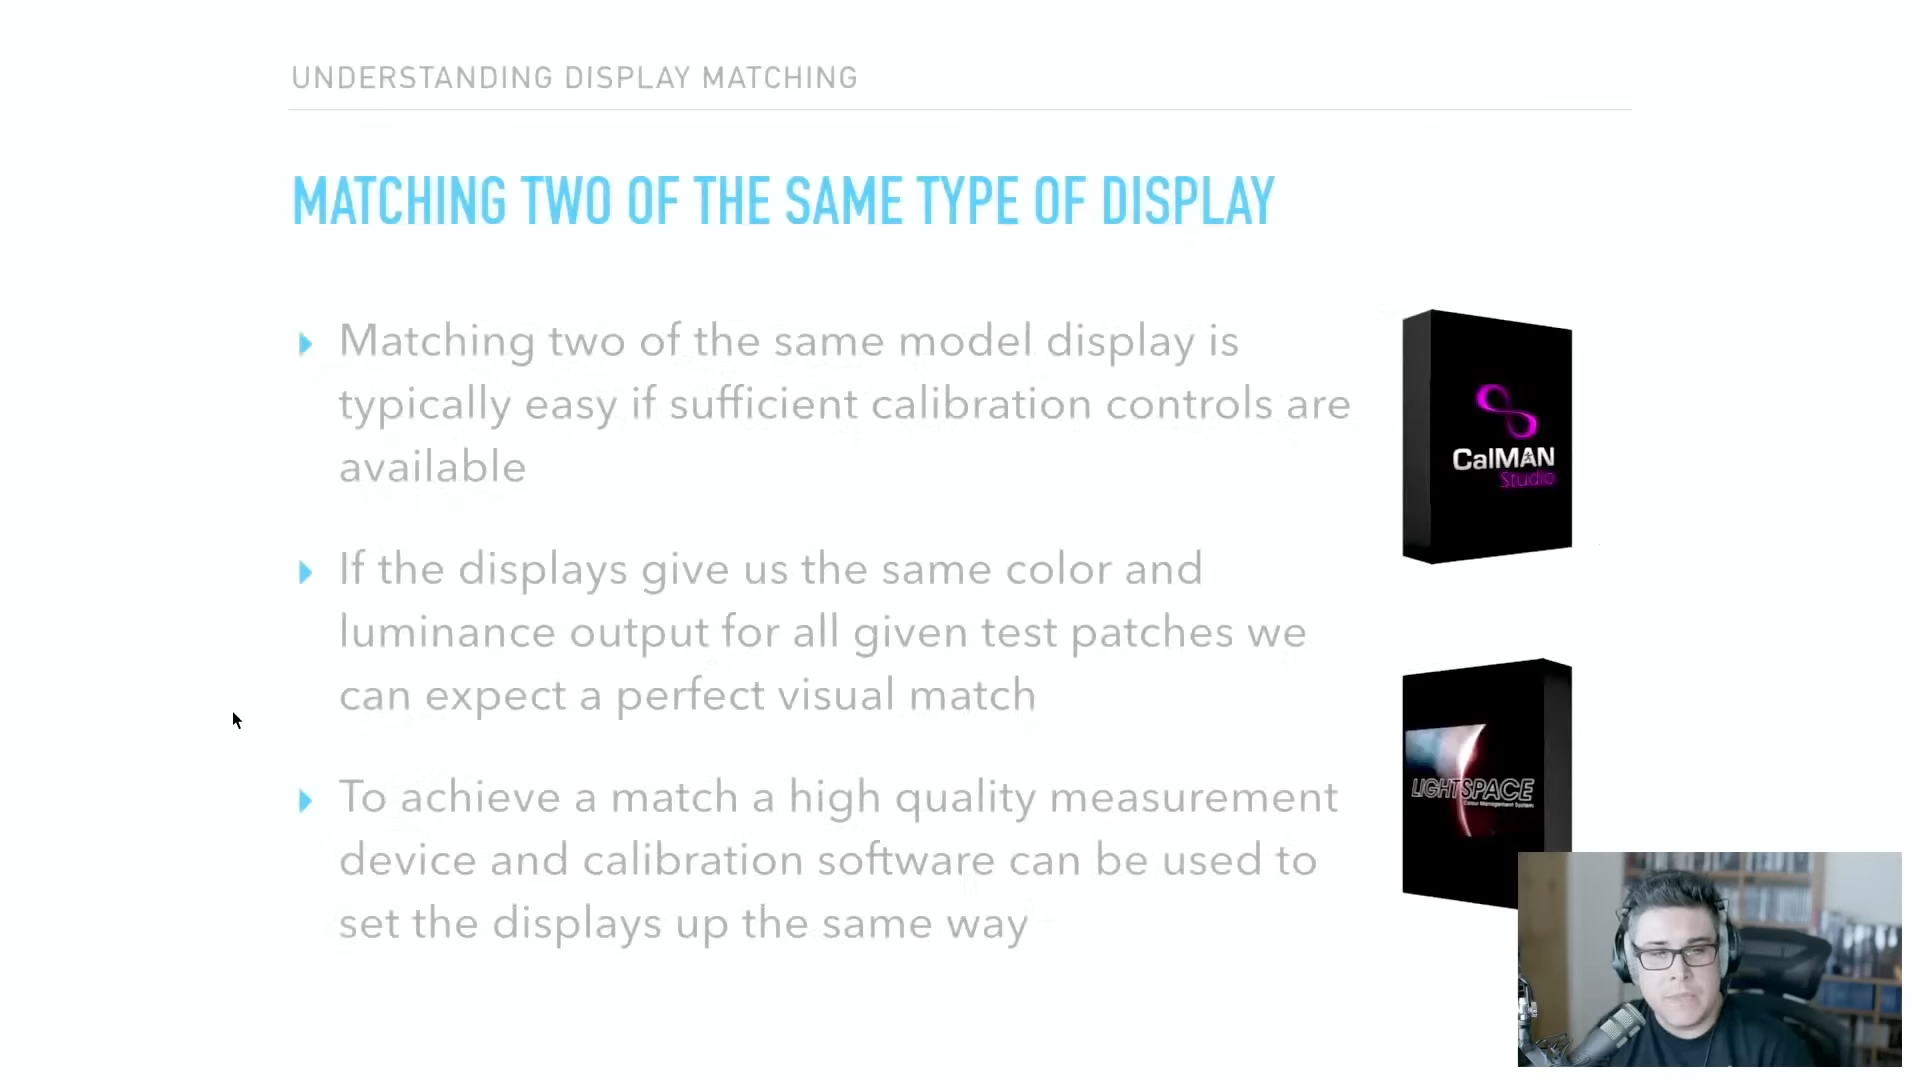 UNDERSTANDING DISPLAY MATCHING
MATCHING TWO OF THE SAME TYPE OF DISPLAY
Matching two of the same model display is
typically easy if sufficient calibration controls are
available
If the displays give us the same color and
luminance output for all given test patches we
can expect a perfect visual match
To achieve a match a high quality measurement
device and calibration software can be used to
set the displays up the same way
CalMAN
Studio
LIGHTSPACE
Colour Management System